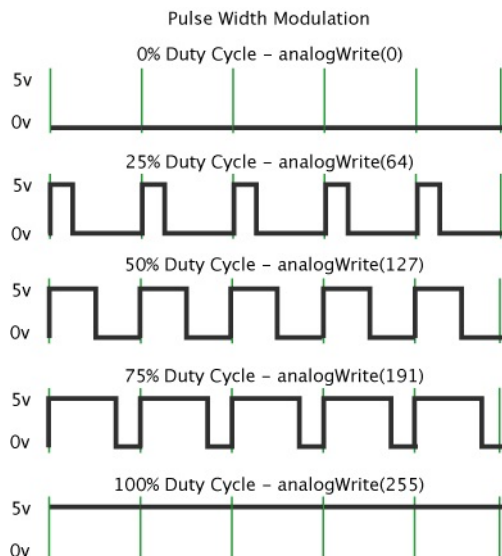 Pulse Width Modulation
0% Duty Cycle – analogWrite(0)
5v
0v
25% Duty Cycle – analogWrite(64)
5v
0v
50% Duty Cycle – analogWrite(127)
5v
0v
75% Duty Cycle – analogWrite(191)
5v
0v
100% Duty Cycle – analogWrite(255)
5v
0v